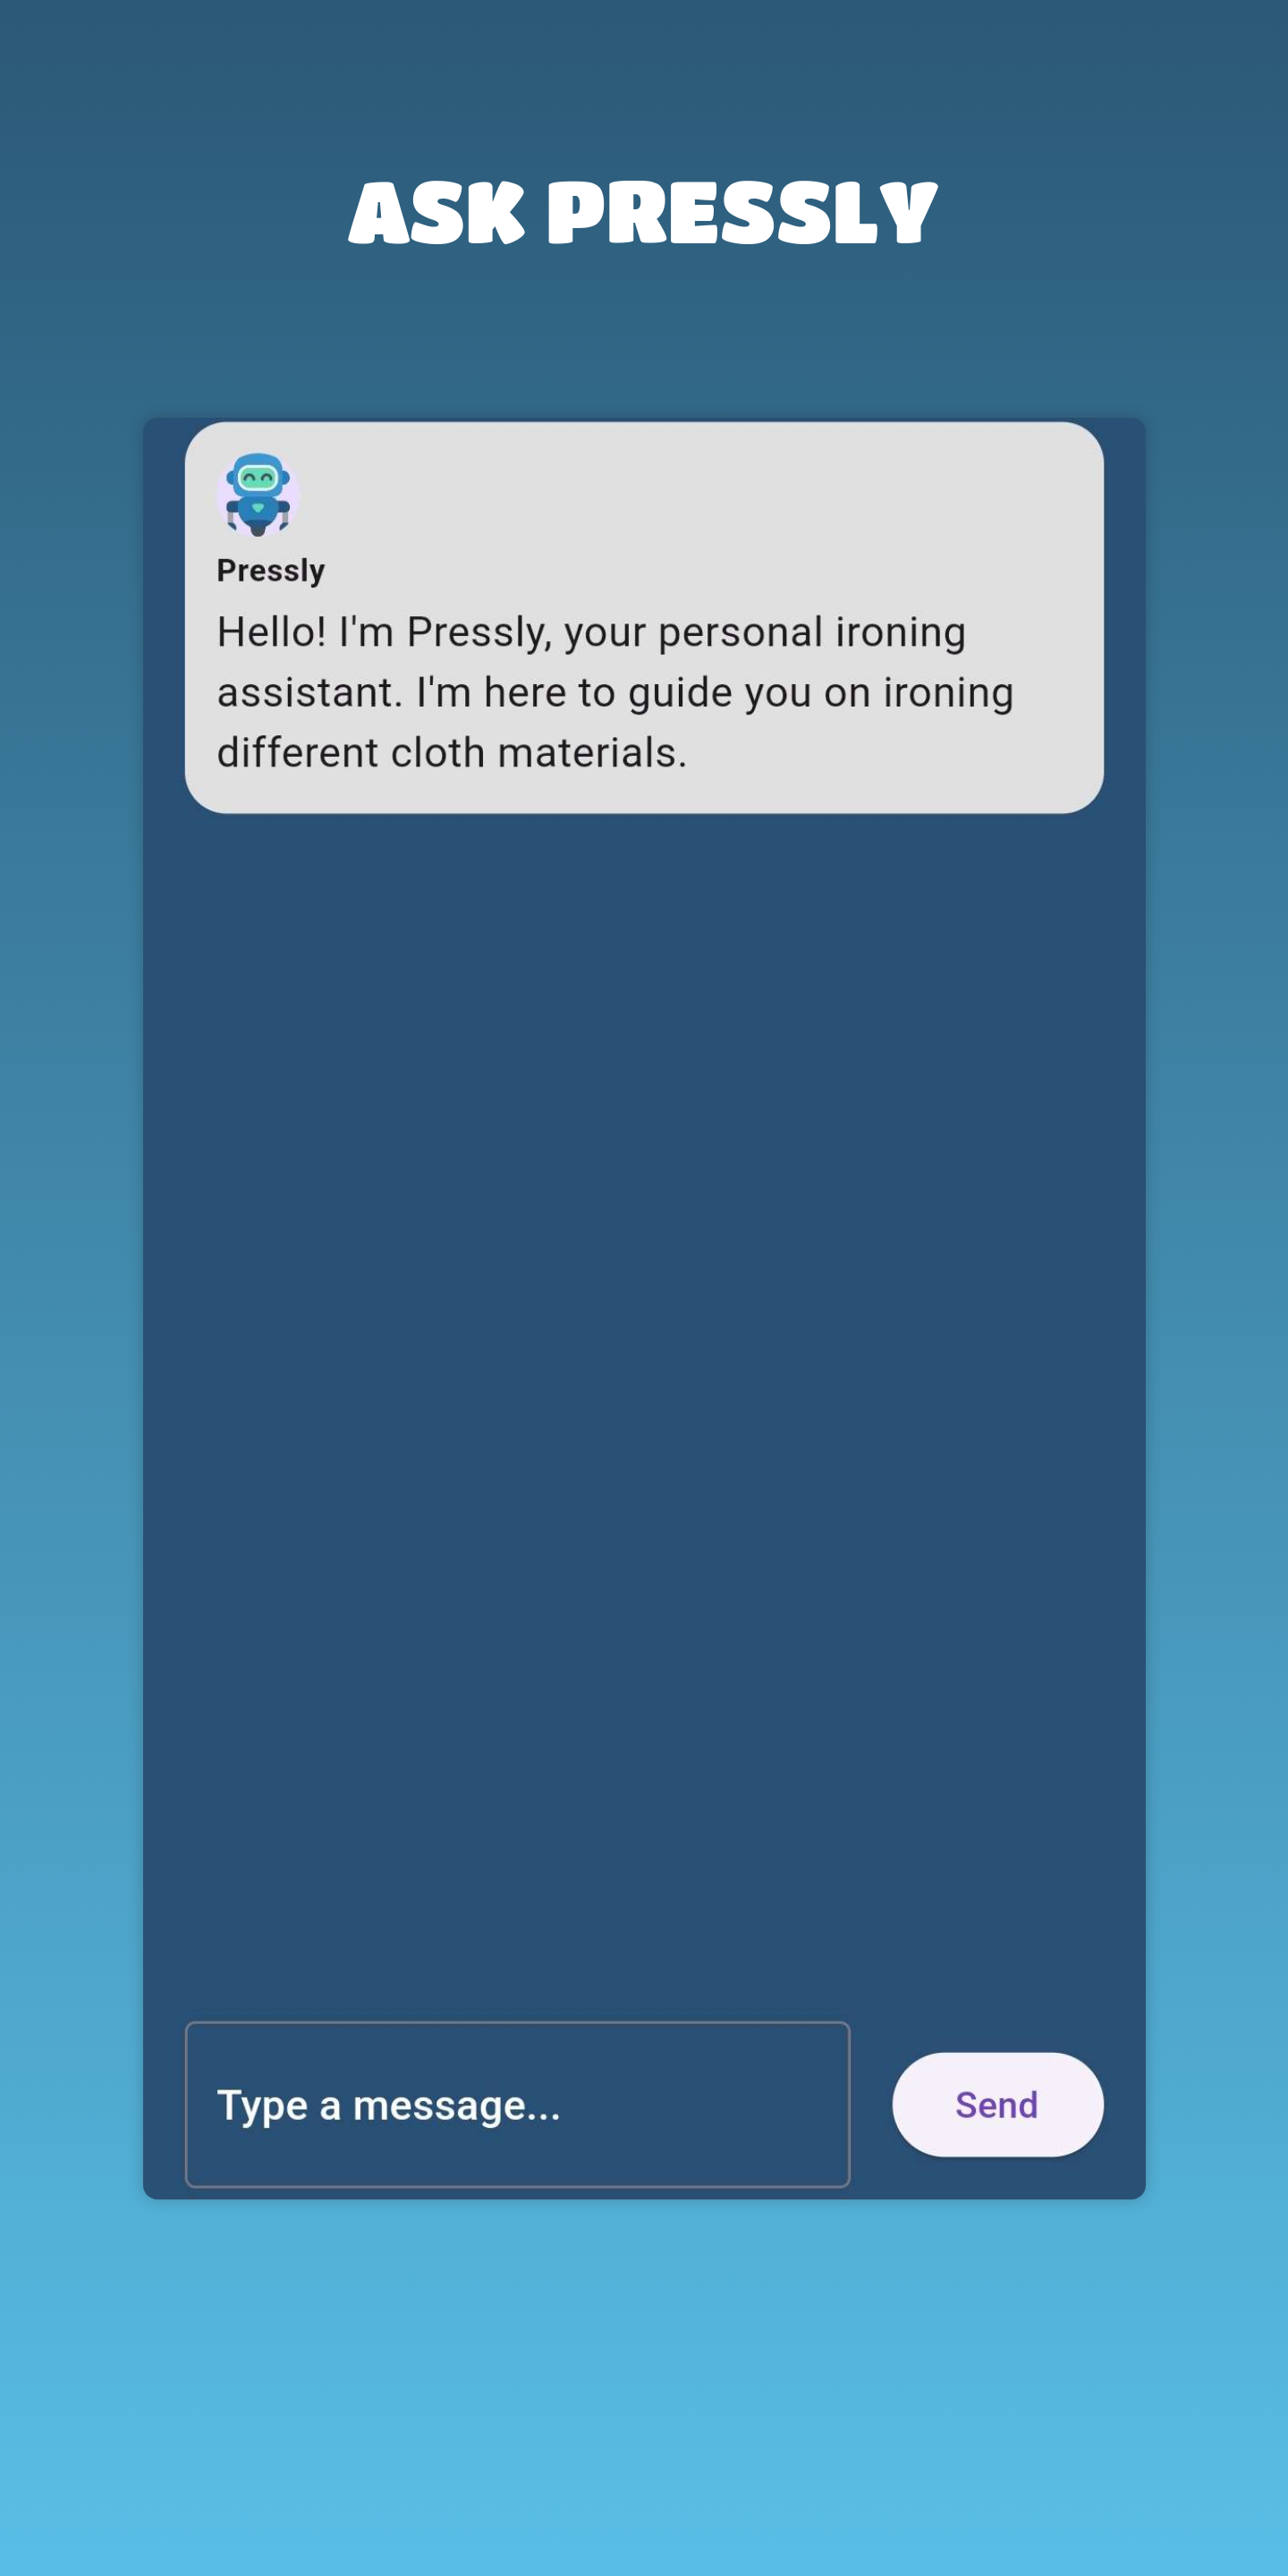 ASK PRESSLY
Pressly
Hello! I'm Pressly, your personal ironing
assistant. I'm here to guide you on ironing
different cloth materials.
Type a message...
Send